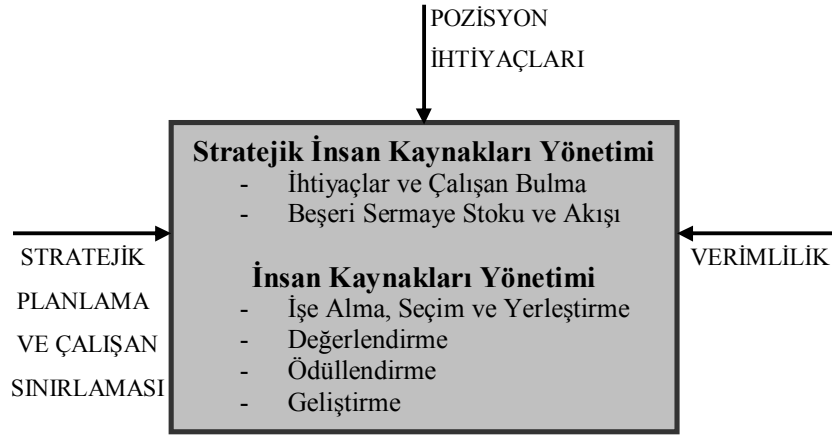 POZİSYON
İHTİYAÇLARI
Stratejik İnsan Kaynakları Yönetimi
- İhtiyaçlar ve Çalışan Bulma
- Beşeri Sermaye Stoku ve Akışı
İnsan Kaynakları Yönetimi
- İşe Alma, Seçim ve Yerleştirme
- Değerlendirme
- Ödüllendirme
- Geliştirme
STRATEJİK
PLANLAMA
VE ÇALIŞAN
SINIRLAMASI
VERİMLİLİK